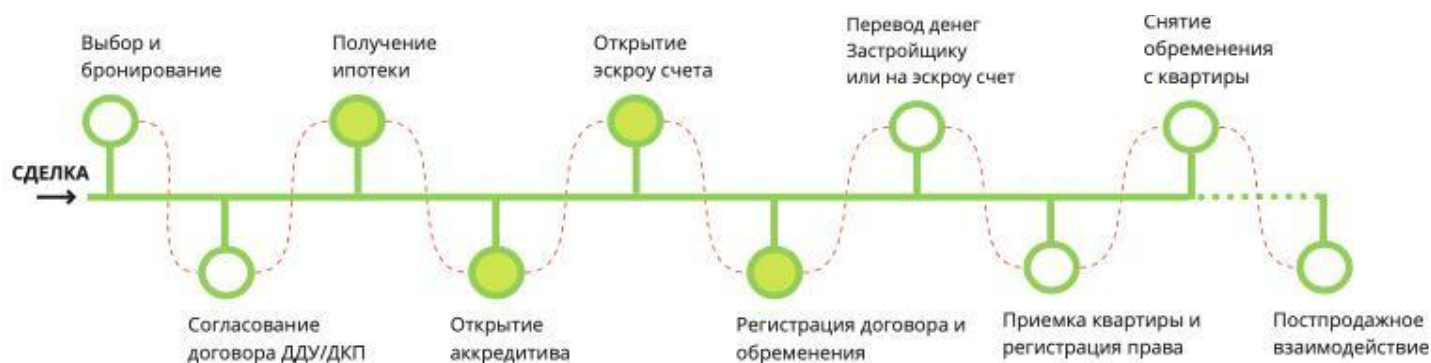 Выбор и
бронирование
Получение
ипотеки
Открытие
эскроу счета
Перевод денег
Застройщику
или на эскроу счет
Снятие
обременения
с квартиры
СДЕЛКА
Согласование
договора ДДУ/ДКП
Открытие
аккредитива
Регистрация договора и
обременения
Приемка квартиры и
регистрация права
Постпродажное
взаимодействие